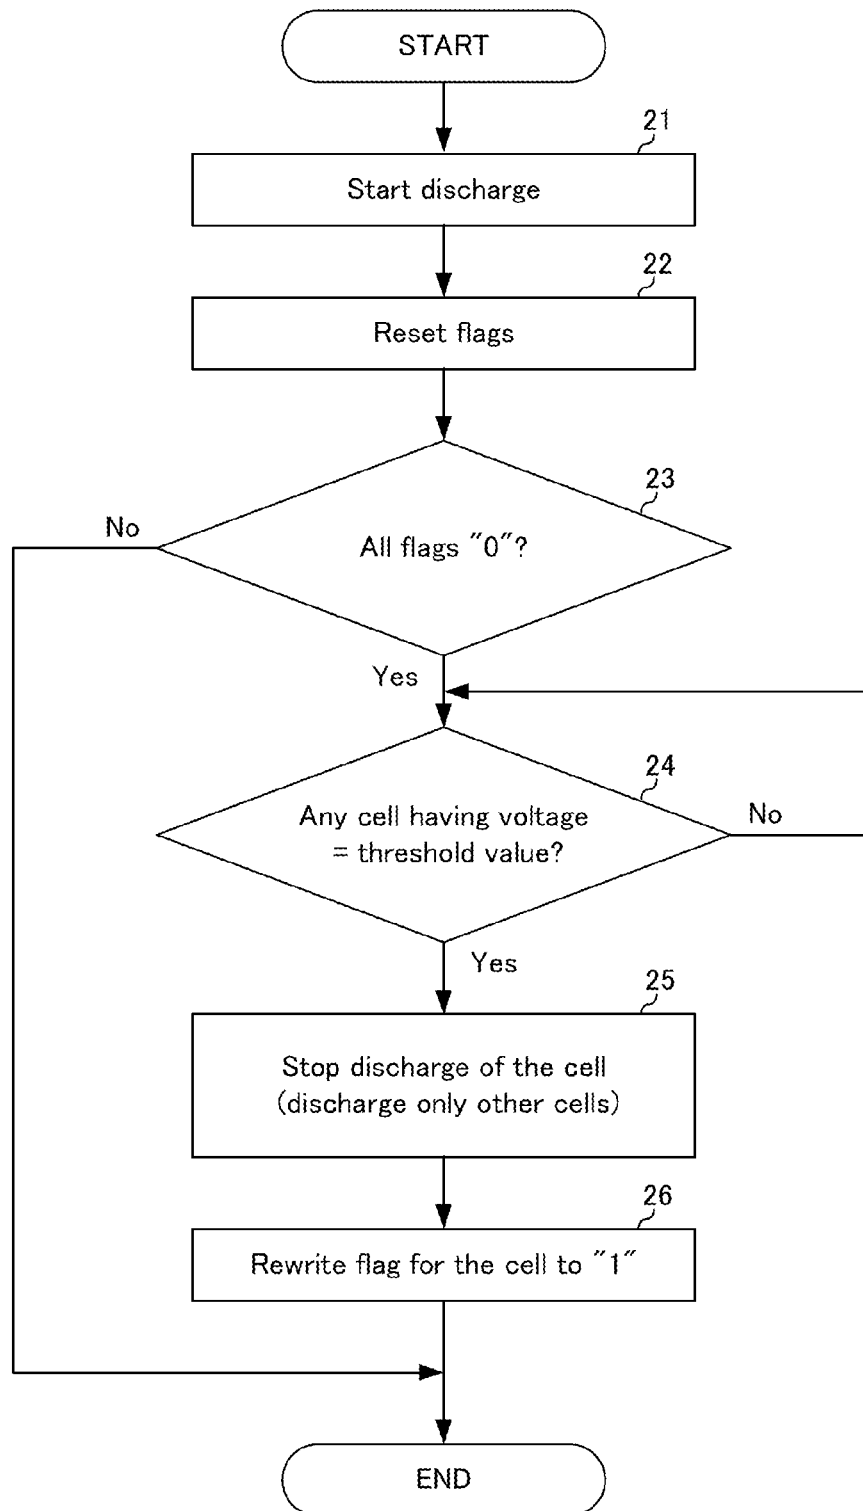 START
21
Start discharge
22
Reset flags
23
No
All flags "0"?
Yes
24
Any cell having voltage
= threshold value?
No
Yes
25
Stop discharge of the cell
(discharge only other cells)
26
Rewrite flag for the cell to "1"
END